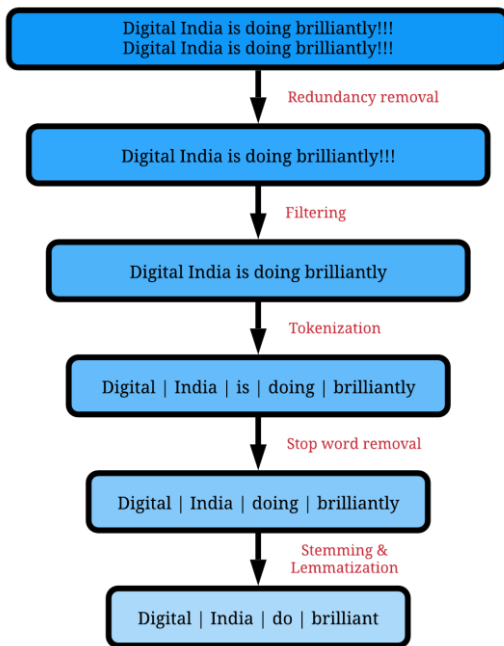 Digital India is doing brilliantly!!!
Digital India is doing brilliantly!!!
Redundancy removal
Digital India is doing brilliantly!!!
Filtering
Digital India is doing brilliantly
Tokenization
Digital | India | is | doing | brilliantly
Stop word removal
Digital | India | doing | brilliantly
Stemming &
Lemmatization
Digital | India | do | brilliant